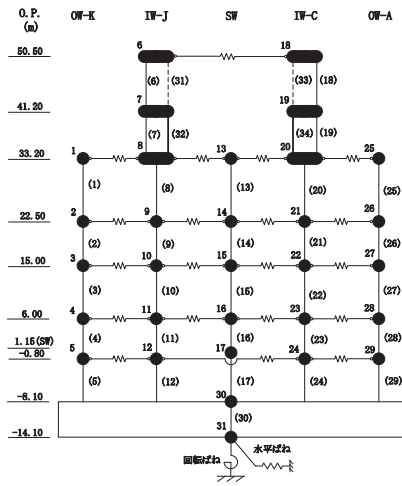 O.P.
(m)
OW-K IW-J SW IW-C OW-A
50.50 6 18
(6) (31) (33) (18)
41.20 7 19
(7) (32) (34) (19)
33.20 1 8 13 20 25
(1) (8) (13) (20) (25)
22.50 2 9 14 21 26
(2) (9) (14) (21) (26)
15.00 3 10 15 22 27
(3) (10) (15) (22) (27)
6.00 4 11 16 23 28
(4) (11) (16) (23) (28)
1.15(SW) 17
-0.80 5 12 24 29
(5) (12) (17) (24) (29)
-8.10 30
(30)
-14.10 31
水平ばね
回転ばね